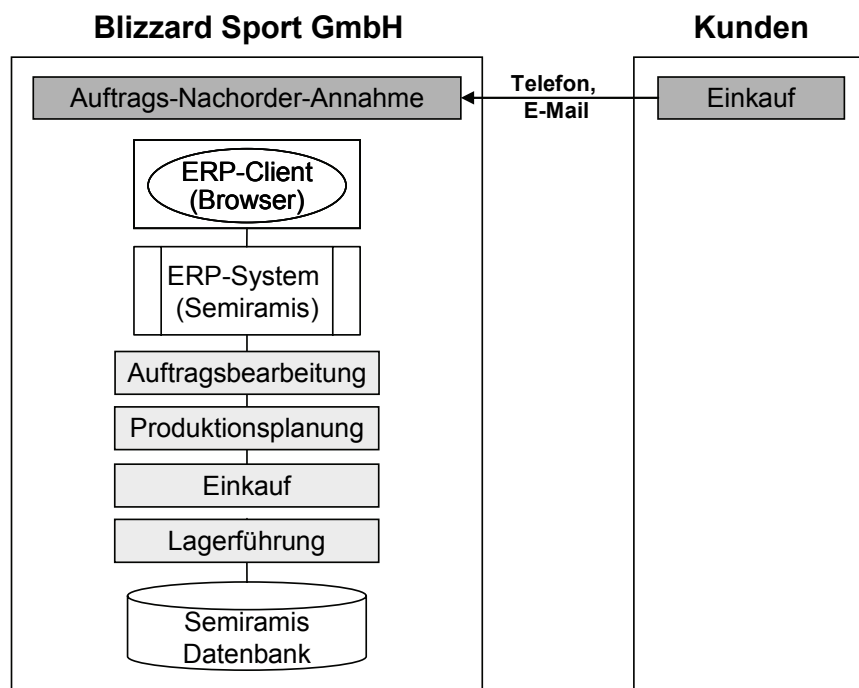 Blizzard Sport GmbH
Kunden
Auftrags-Nachorder-Annahme
Telefon,
E-Mail
Einkauf
ERP-Client
(Browser)
ERP-System
(Semiramis)
Auftragsbearbeitung
Produktionsplanung
Einkauf
Lagerführung
Semiramis
Datenbank